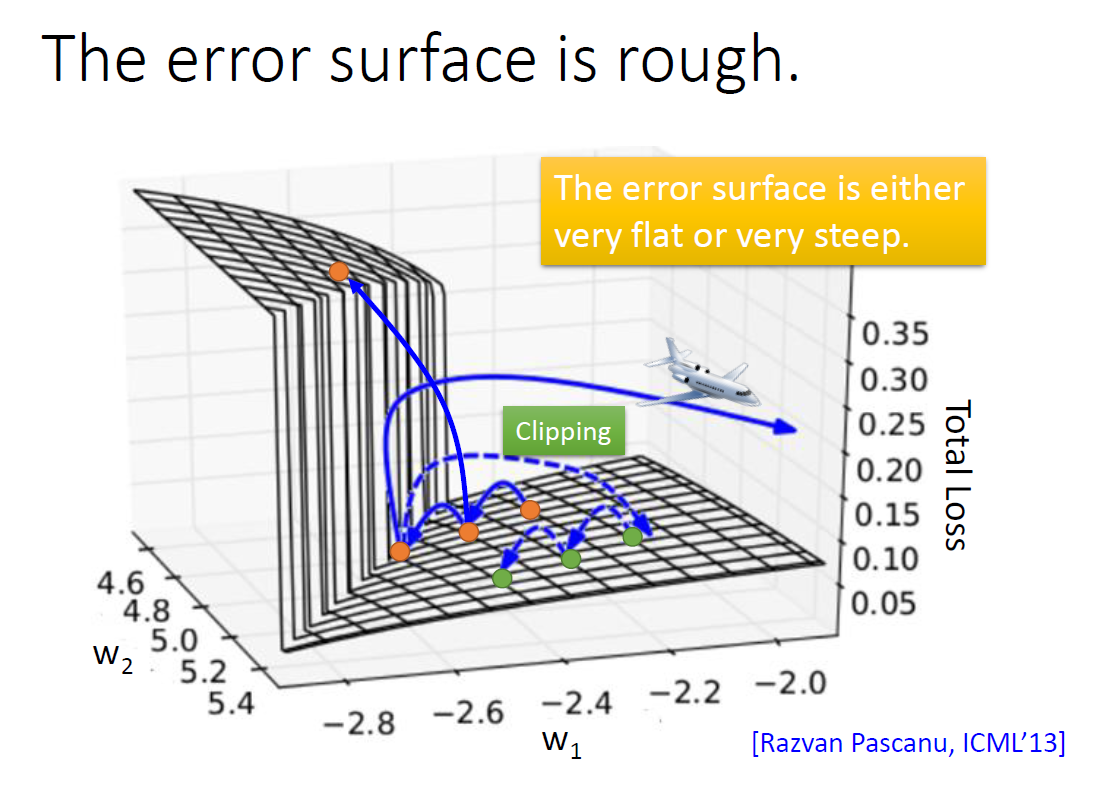 The error surface is rough.
The error surface is either
very flat or very steep.
Clipping
0.35
0.30
0.25
0.20
0.15
0.10
0.05
Total Loss
4.6
4.8
5.0
5.2
5.4
w2
−2.8
−2.6
−2.4
−2.2
−2.0
w1
[Razvan Pascanu, ICML’13]